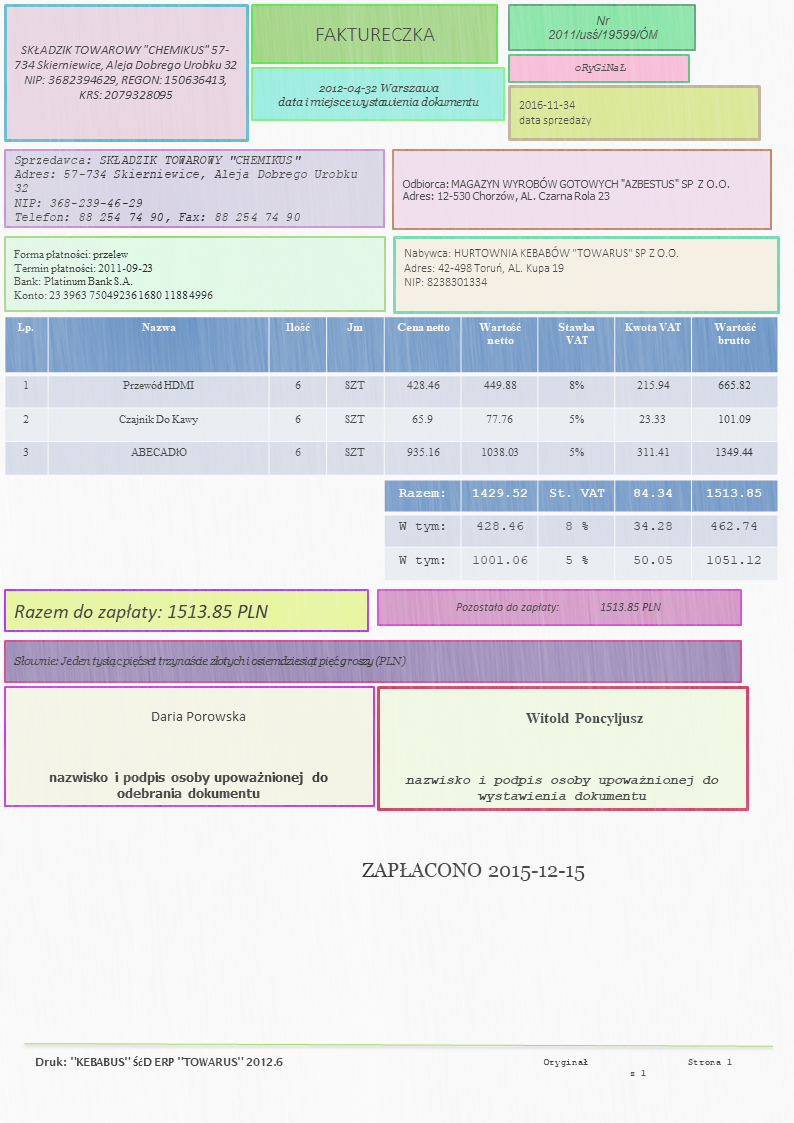 SKŁADZIK TOWAROWY "CHEMIKUS" 57-
734 Skierniewice, Aleja Dobrego Urobku 32
NIP: 3682394629, REGON: 150636413,
KRS: 2079328095
FAKTURECZKA
2012-04-32 Warszawa
data i miejsce wystawienia dokumentu
Nr
2011/usś/19599/ÓM
oRyGiNaŁ
2016-11-34
data sprzedaży
Sprzedawca: SKŁADZIK TOWAROWY "CHEMIKUS"
Adres: 57-734 Skierniewice, Aleja Dobrego Urobku
32
NIP: 368-239-46-29
Telefon: 88 254 74 90, Fax: 88 254 74 90
Odbiorca: MAGAZYN WYROBÓW GOTOWYCH "AZBESTUS" SP Z O.O.
Adres: 12-530 Chorzów, AL. Czarna Rola 23
Forma płatności: przelew
Termin płatności: 2011-09-23
Bank: Platinum Bank S.A.
Konto: 23 3963 7504 9236 1680 1188 4996
Nabywca: HURTOWNIA KEBABÓW "TOWARUS" SP Z O.O.
Adres: 42-498 Toruń, AL. Kupa 19
NIP: 8238301334
Lp. Nazwa Ilość Jm Cena netto Wartość netto Stawka VAT Kwota VAT Wartość brutto
1 Przewód HDMI 6 SZT 428.46 449.88 8% 215.94 665.82
2 Czajnik Do Kawy 6 SZT 65.9 77.76 5% 23.33 101.09
3 ABECADłO 6 SZT 935.16 1038.03 5% 311.41 1349.44
Razem: 1429.52 St. VAT 84.34 1513.85
W tym: 428.46 8 % 34.28 462.74
W tym: 1001.06 5 % 50.05 1051.12
Razem do zapłaty: 1513.85 PLN
Pozostało do zapłaty: 1513.85 PLN
Słownie: Jeden tysiąc pięćset trzynaście złotych i osiemdziesiąt pięć groszy (PLN)
Daria Porowska
nazwisko i podpis osoby upoważnionej do
odebrania dokumentu
Witold Poncyljusz
nazwisko i podpis osoby upoważnionej do
wystawienia dokumentu
ZAPŁACONO 2015-12-15
Druk: "KEBABUS" ŚćD ERP "TOWARUS" 2012.6
Oryginał Strona 1
z 1